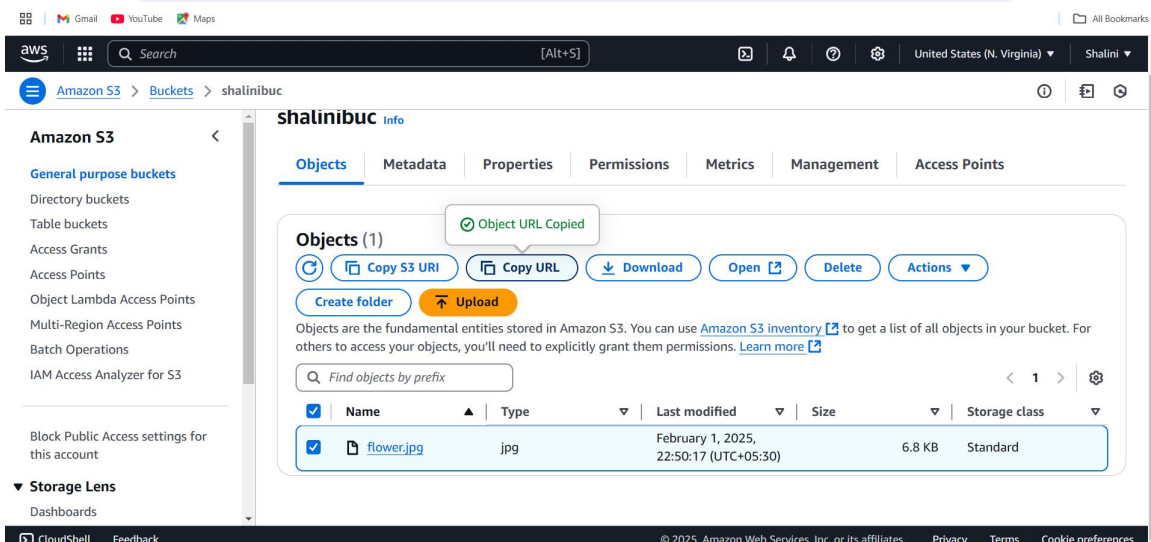 Gmail YouTube Maps All Bookmarks
aws Search [Alt+S] United States (N. Virginia) ▼ Shalini ▼
Amazon S3 > Buckets > shalinibuc
Amazon S3
General purpose buckets
Directory buckets
Table buckets
Access Grants
Access Points
Object Lambda Access Points
Multi-Region Access Points
Batch Operations
IAM Access Analyzer for S3
Block Public Access settings for
this account
▼ Storage Lens
Dashboards
shalinibuc Info
Objects Metadata Properties Permissions Metrics Management Access Points
Object URL Copied
Objects (1)
Copy S3 URI Copy URL Download Open Delete Actions ▼
Create folder Upload
Objects are the fundamental entities stored in Amazon S3. You can use Amazon S3 inventory to get a list of all objects in your bucket. For
others to access your objects, you'll need to explicitly grant them permissions. Learn more
Find objects by prefix < 1 >
Name Type Last modified Size Storage class
flower.jpg jpg February 1, 2025, 6.8 KB Standard
22:50:17 (UTC+05:30)
CloudShell Feedback © 2025, Amazon Web Services, Inc. or its affiliates. Privacy Terms Cookie preferences